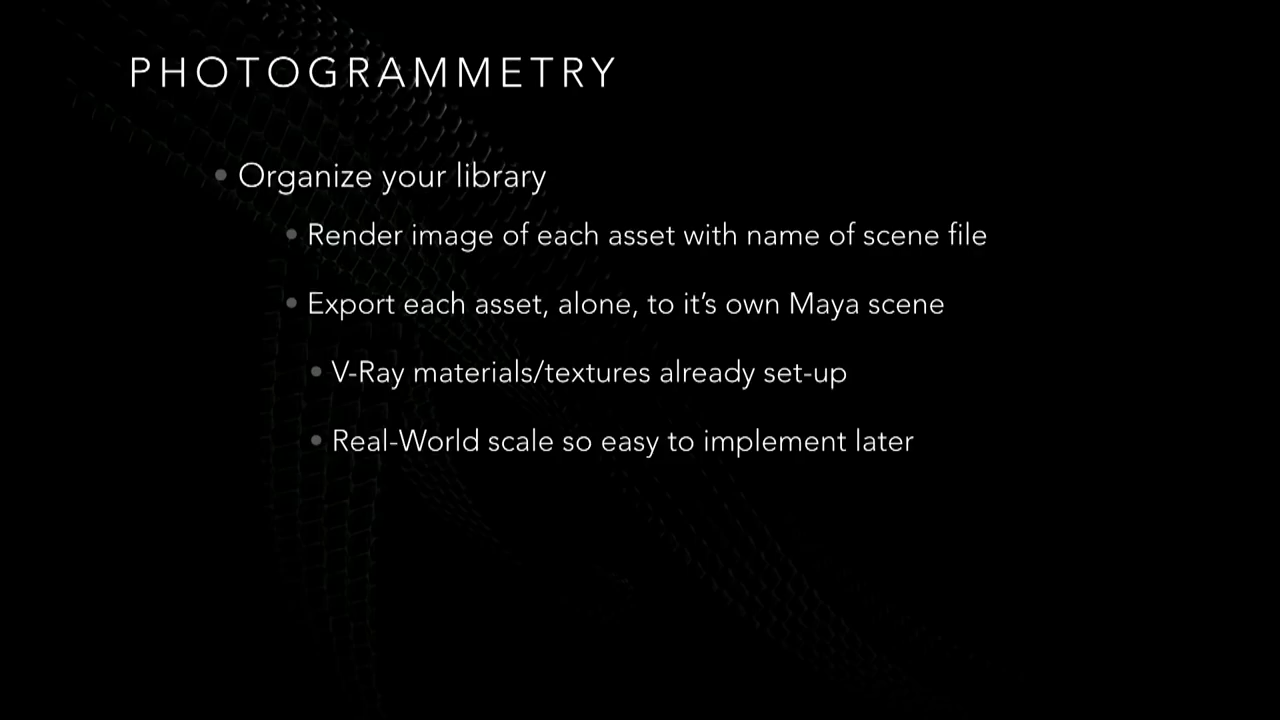 PHOTOGRAMMETRY
• Organize your library
• Render image of each asset with name of scene file
• Export each asset, alone, to it’s own Maya scene
• V-Ray materials/textures already set-up
• Real-World scale so easy to implement later